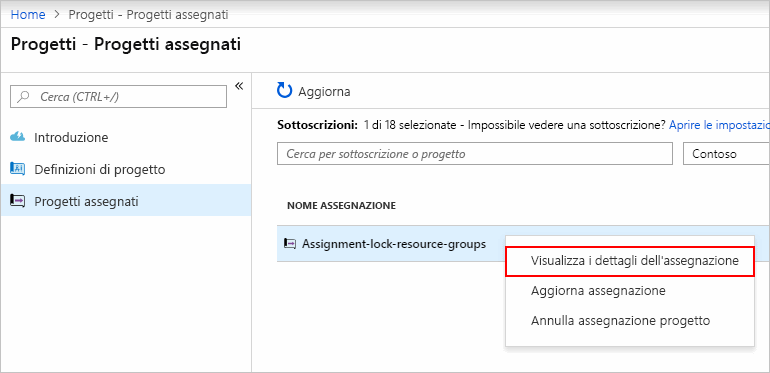 Home > Progetti - Progetti assegnati
Progetti - Progetti assegnati
Cerca (CTRL+/)
«
Introduzione
Definizioni di progetto
Progetti assegnati
Aggiorna
Sottoscrizioni: 1 di 18 selezionate - Impossibile vedere una sottoscrizione? Aprire le impostazio
Cerca per sottoscrizione o progetto
Contoso
NOME ASSEGNAZIONE
Assignment-lock-resource-groups
Visualizza i dettagli dell'assegnazione
Aggiorna assegnazione
Annulla assegnazione progetto